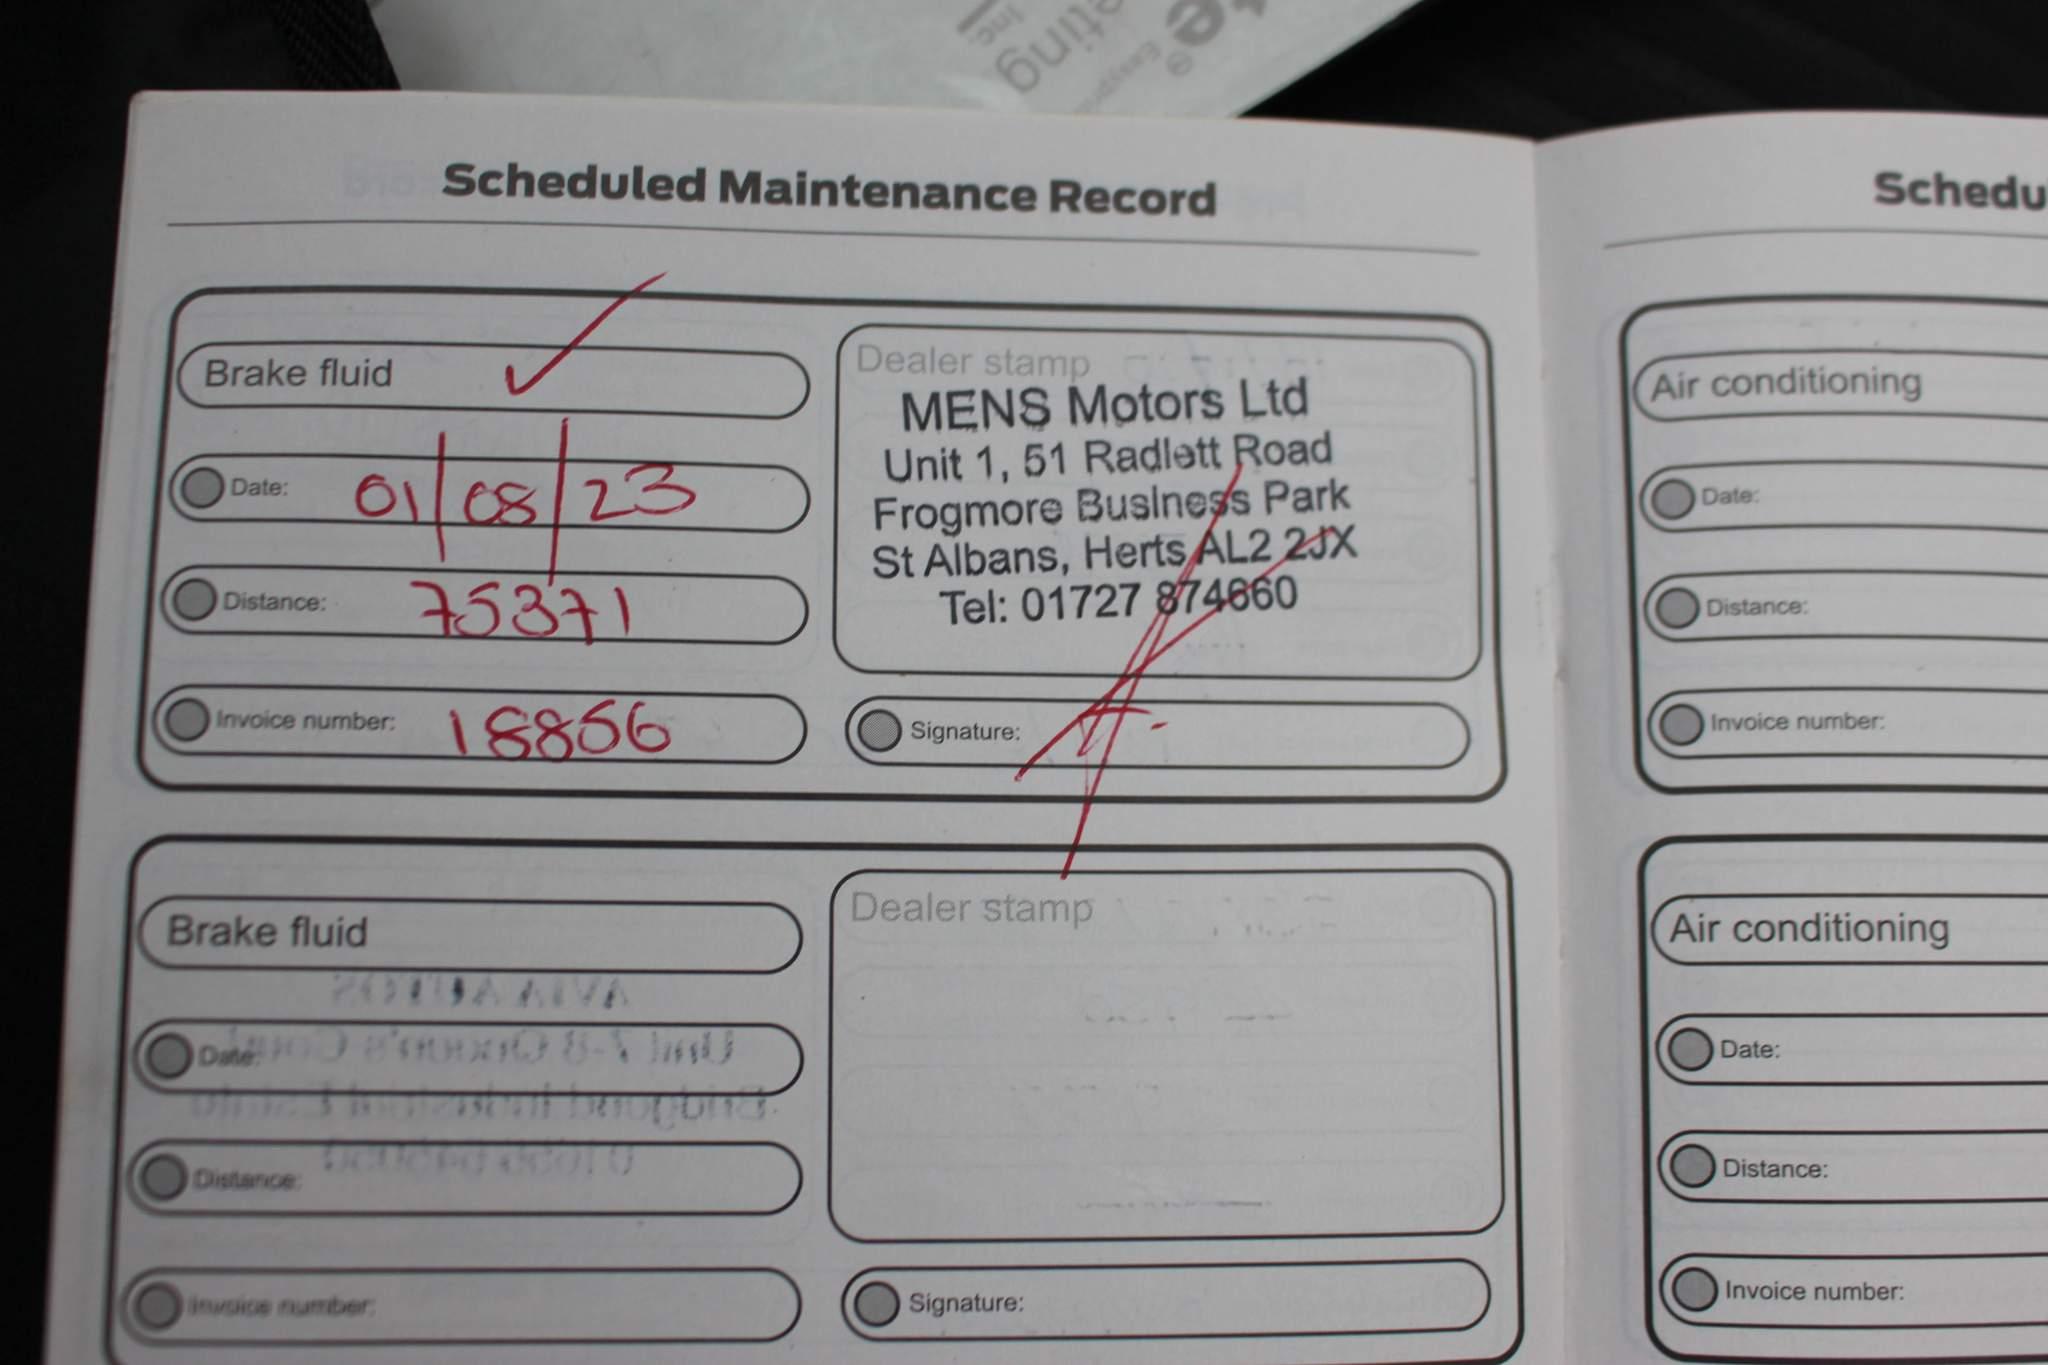 ting
Inc
Scheduled Maintenance Record
Brake fluid ✓
Date: 01/08/23
Distance: 75371
Invoice number: 18856
Dealer stamp
MENS Motors Ltd
Unit 1, 51 Radlett Road
Frogmore Business Park
St Albans, Herts AL2 2JX
Tel: 01727 874660
Signature:
Brake fluid
Date:
Distance:
Invoice number:
Dealer stamp
Signature:
Schedu
Air conditioning
Date:
Distance:
Invoice number:
Air conditioning
Date:
Distance:
Invoice number: